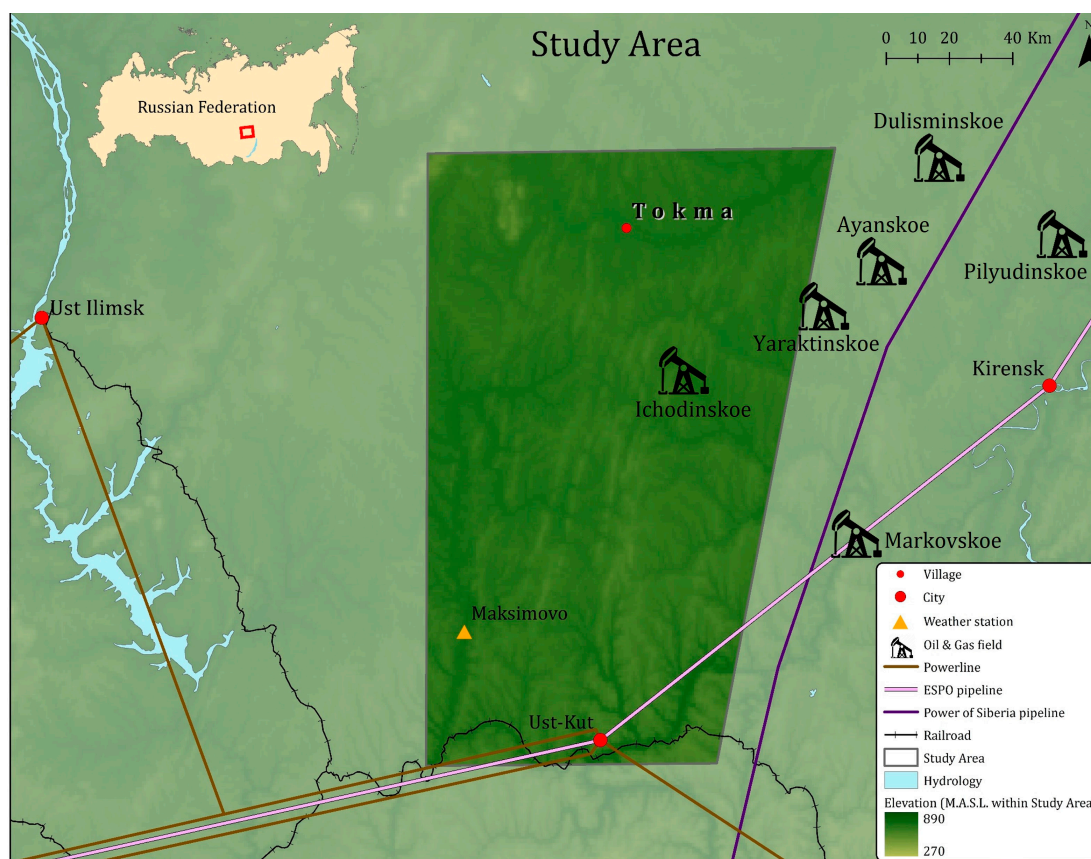 Study Area
0 10 20 40 Km
N
Russian Federation
Dulisminskoe
Tokma
Ayanskoe
Pilyudinskoe
Ust Ilimsk
Yaraktinskoe
Kirensk
Ichodinskoe
Markovskoe
Maksimovo
Ust-Kut
Village
City
Weather station
Oil & Gas field
Powerline
ESPO pipeline
Power of Siberia pipeline
Railroad
Study Area
Hydrology
Elevation (M.A.S.L. within Study Area
890
270